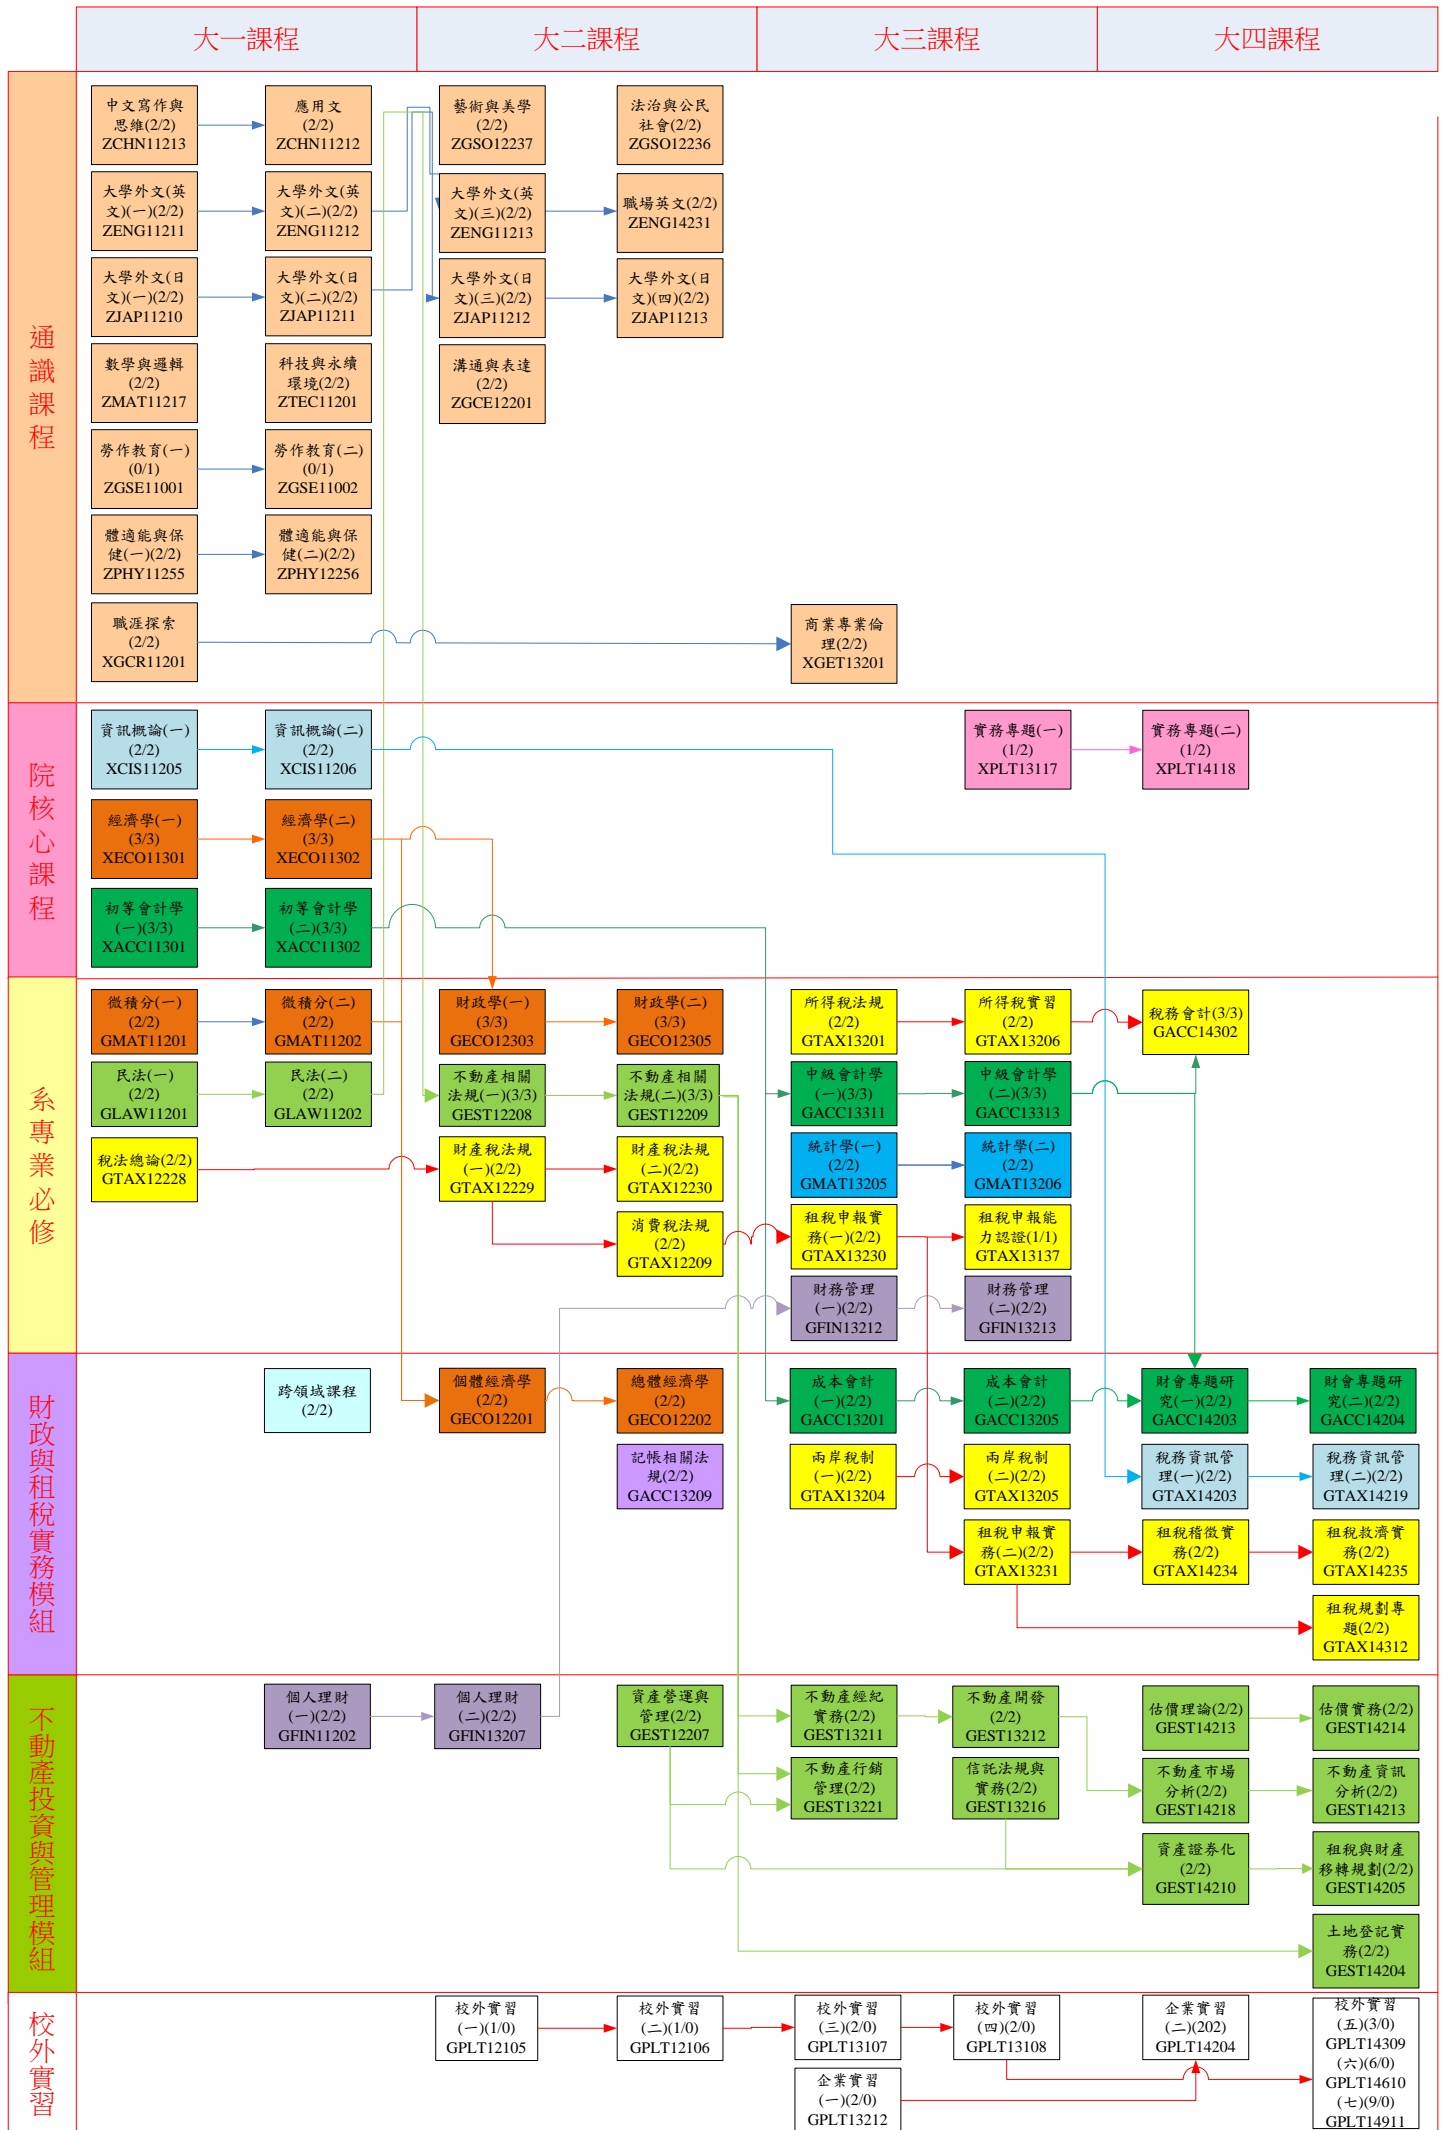 大一課程
大二課程
大三課程
大四課程
通識課程
中文寫作與
思維(2/2)
ZCHN11213
應用文
(2/2)
ZCHN11212
藝術與美學
(2/2)
ZGSO12237
法治與公民
社會(2/2)
ZGSO12236
大學外文(英
文)(一)(2/2)
ZENG11211
大學外文(英
文)(二)(2/2)
ZENG11212
大學外文(英
文)(三)(2/2)
ZENG11213
職場英文(2/2)
ZENG14231
大學外文(日
文)(一)(2/2)
ZJAP11210
大學外文(日
文)(二)(2/2)
ZJAP11211
大學外文(日
文)(三)(2/2)
ZJAP11212
大學外文(日
文)(四)(2/2)
ZJAP11213
數學與邏輯
(2/2)
ZMAT11217
科技與永續
環境(2/2)
ZTEC11201
溝通與表達
(2/2)
ZGCE12201
勞作教育(一)
(0/1)
ZGSE11001
勞作教育(二)
(0/1)
ZGSE11002
體適能與保
健(一)(2/2)
ZPHY11255
體適能與保
健(二)(2/2)
ZPHY12256
職涯探索
(2/2)
XGCR11201
商業專業倫
理(2/2)
XGET13201
院核心課程
資訊概論(一)
(2/2)
XCIS11205
資訊概論(二)
(2/2)
XCIS11206
實務專題(一)
(1/2)
XPLT13117
實務專題(二)
(1/2)
XPLT14118
經濟學(一)
(3/3)
XECO11301
經濟學(二)
(3/3)
XECO11302
初等會計學
(一)(3/3)
XACC11301
初等會計學
(二)(3/3)
XACC11302
系專業必修
微積分(一)
(2/2)
GMAT11201
微積分(二)
(2/2)
GMAT11202
財政學(一)
(3/3)
GECO12303
財政學(二)
(3/3)
GECO12305
所得稅法規
(2/2)
GTAX13201
所得稅實習
(2/2)
GTAX13206
稅務會計(3/3)
GACC14302
民法(一)
(2/2)
GLAW11201
民法(二)
(2/2)
GLAW11202
不動產相關
法規(一)(3/3)
GEST12208
不動產相關
法規(二)(3/3)
GEST12209
中級會計學
(一)(3/3)
GACC13311
中級會計學
(二)(3/3)
GACC13313
稅法總論(2/2)
GTAX12228
財產稅法規
(一)(2/2)
GTAX12229
財產稅法規
(二)(2/2)
GTAX12230
統計學(一)
(2/2)
GMAT13205
統計學(二)
(2/2)
GMAT13206
消費稅法規
(2/2)
GTAX12209
租稅申報實
務(一)(2/2)
GTAX13230
租稅申報能
力認證(1/1)
GTAX13137
財務管理
(一)(2/2)
GFIN13212
財務管理
(二)(2/2)
GFIN13213
財政與租稅實務模組
跨領域課程
(2/2)
個體經濟學
(2/2)
GECO12201
總體經濟學
(2/2)
GECO12202
成本會計
(一)(2/2)
GACC13201
成本會計
(二)(2/2)
GACC13205
財會專題研
究(一)(2/2)
GACC14203
財會專題研
究(二)(2/2)
GACC14204
記帳相關法
規(2/2)
GACC13209
兩岸稅制
(一)(2/2)
GTAX13204
兩岸稅制
(二)(2/2)
GTAX13205
稅務資訊管
理(一)(2/2)
GTAX14203
稅務資訊管
理(二)(2/2)
GTAX14219
租稅申報實
務(二)(2/2)
GTAX13231
租稅稽徵實
務(2/2)
GTAX14234
租稅救濟實
務(2/2)
GTAX14235
租稅規劃專
題(2/2)
GTAX14312
不動產投資與管理模組
個人理財
(一)(2/2)
GFIN11202
個人理財
(二)(2/2)
GFIN13207
資產營運與
管理(2/2)
GEST12207
不動產經紀
實務(2/2)
GEST13211
不動產開發
(2/2)
GEST13212
估價理論(2/2)
GEST14213
估價實務(2/2)
GEST14214
不動產行銷
管理(2/2)
GEST13221
信託法規與
實務(2/2)
GEST13216
不動產市場
分析(2/2)
GEST14218
不動產資訊
分析(2/2)
GEST14213
資產證券化
(2/2)
GEST14210
租稅與財產
移轉規劃(2/2)
GEST14205
土地登記實
務(2/2)
GEST14204
校外實習
校外實習
(一)(1/0)
GPLT12105
校外實習
(二)(1/0)
GPLT12106
校外實習
(三)(2/0)
GPLT13107
校外實習
(四)(2/0)
GPLT13108
企業實習
(二)(202)
GPLT14204
校外實習
(五)(3/0)
GPLT14309
(六)(6/0)
GPLT14610
(七)(9/0)
GPLT14911
企業實習
(一)(2/0)
GPLT13212